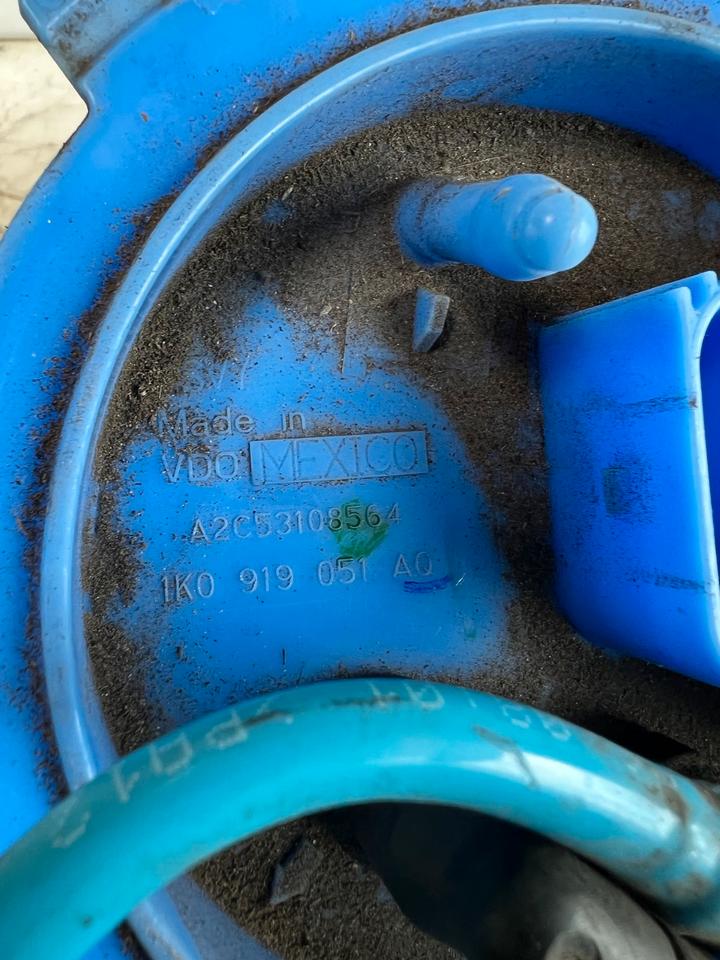 Made in
VDO MEXICO
A2C53108564
1K0 919 051 AQ